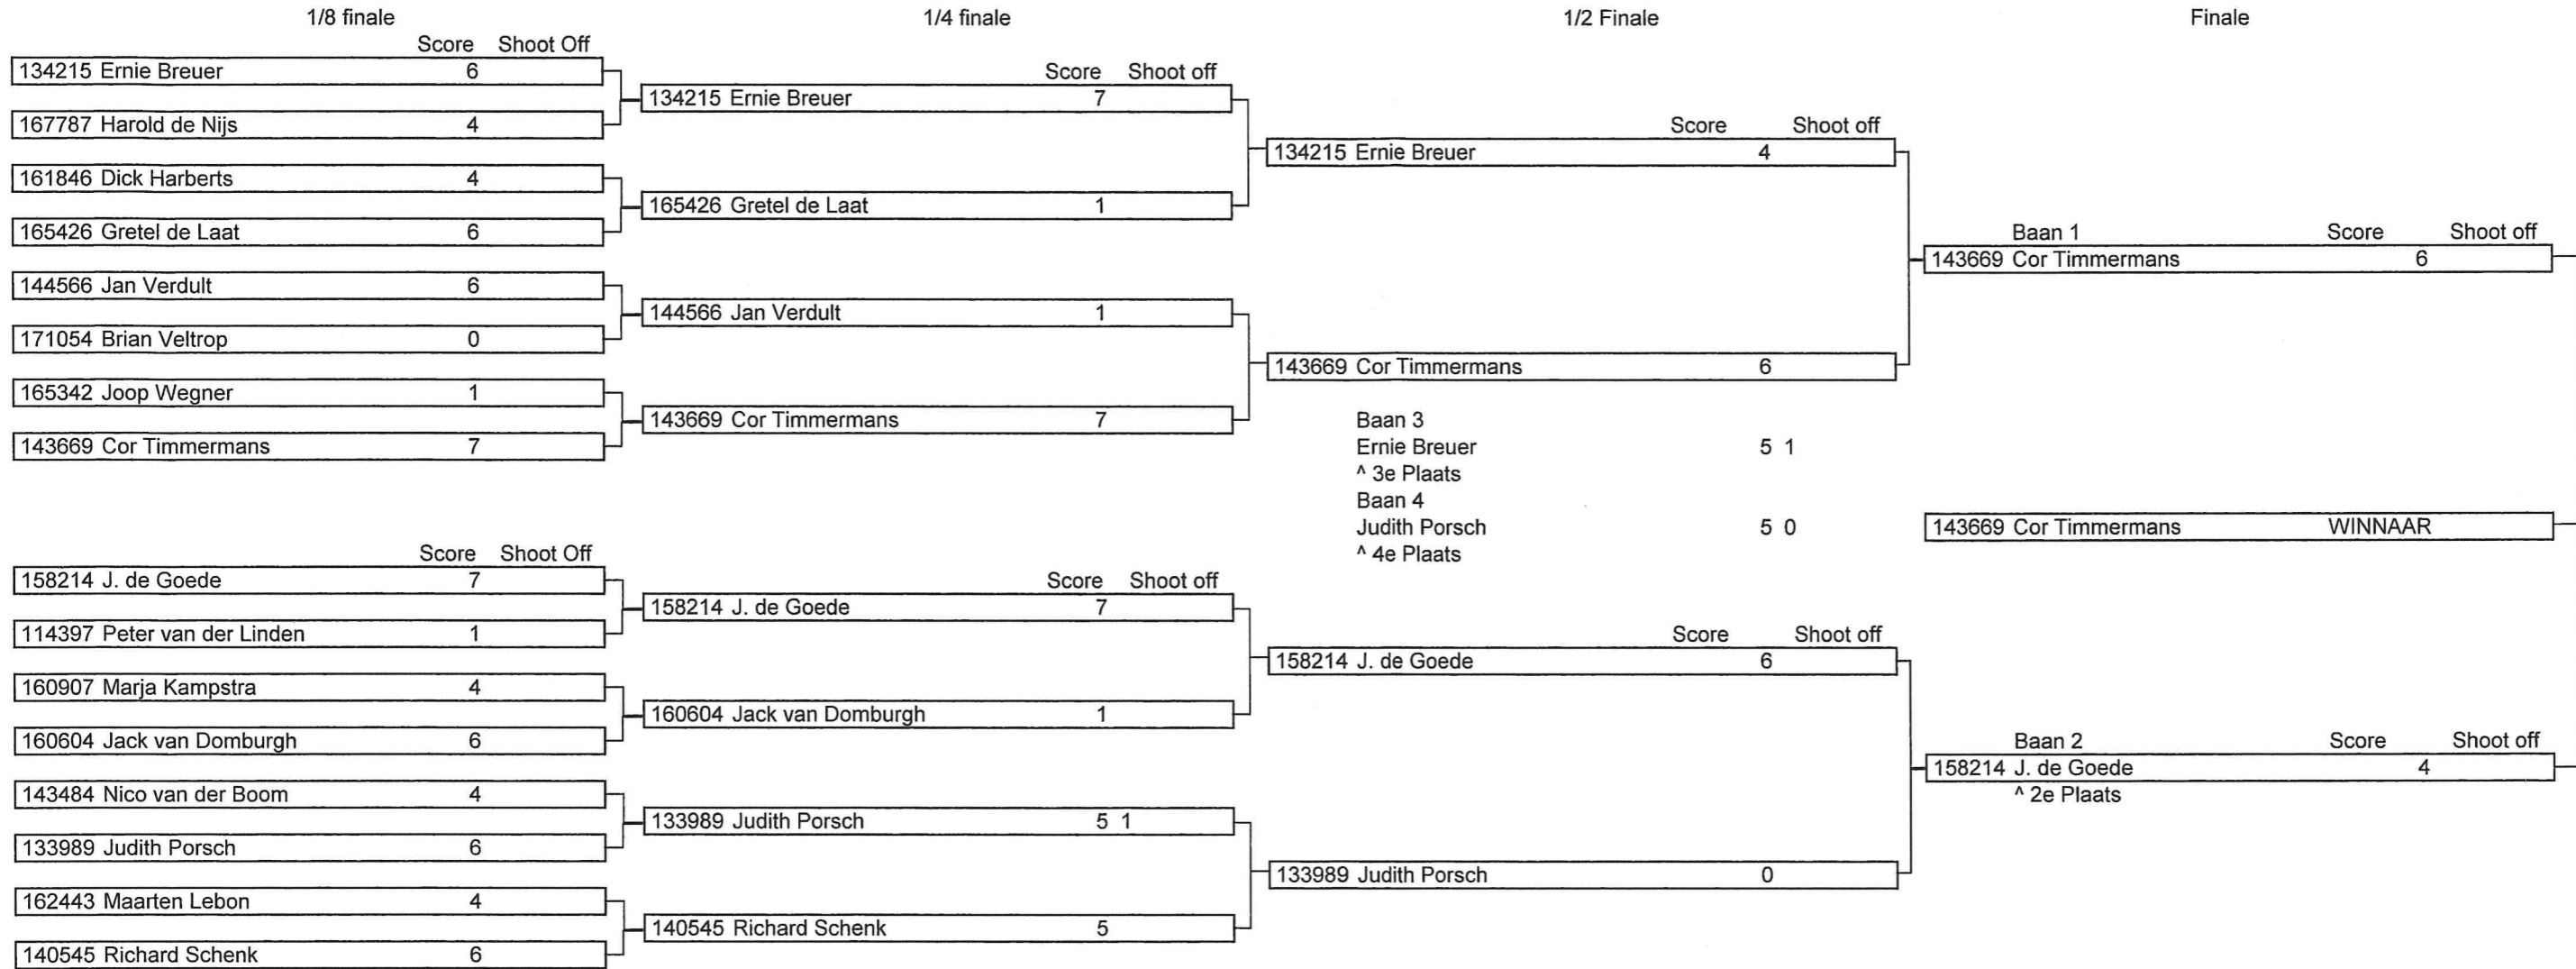 1/8 finale 1/4 finale 1/2 Finale Finale
Score Shoot Off
134215 Ernie Breuer 6
167787 Harold de Nijs 4
161846 Dick Harberts 4
165426 Gretel de Laat 6
144566 Jan Verdult 6
171054 Brian Veltrop 0
165342 Joop Wegner 1
143669 Cor Timmermans 7
Score Shoot Off
158214 J. de Goede 7
114397 Peter van der Linden 1
160907 Marja Kampstra 4
160604 Jack van Domburgh 6
143484 Nico van der Boom 4
133989 Judith Porsch 6
162443 Maarten Lebon 4
140545 Richard Schenk 6
Score Shoot off
134215 Ernie Breuer 7
165426 Gretel de Laat 1
144566 Jan Verdult 1
143669 Cor Timmermans 7
Score Shoot off
158214 J. de Goede 7
160604 Jack van Domburgh 1
133989 Judith Porsch 5 1
140545 Richard Schenk 5
Score Shoot off
134215 Ernie Breuer 4
143669 Cor Timmermans 6
Baan 3
Ernie Breuer 5 1
^ 3e Plaats
Baan 4
Judith Porsch 5 0
^ 4e Plaats
Score Shoot off
158214 J. de Goede 6
133989 Judith Porsch 0
Baan 1 Score Shoot off
143669 Cor Timmermans 6
143669 Cor Timmermans WINNAAR
Baan 2 Score Shoot off
158214 J. de Goede 4
^ 2e Plaats